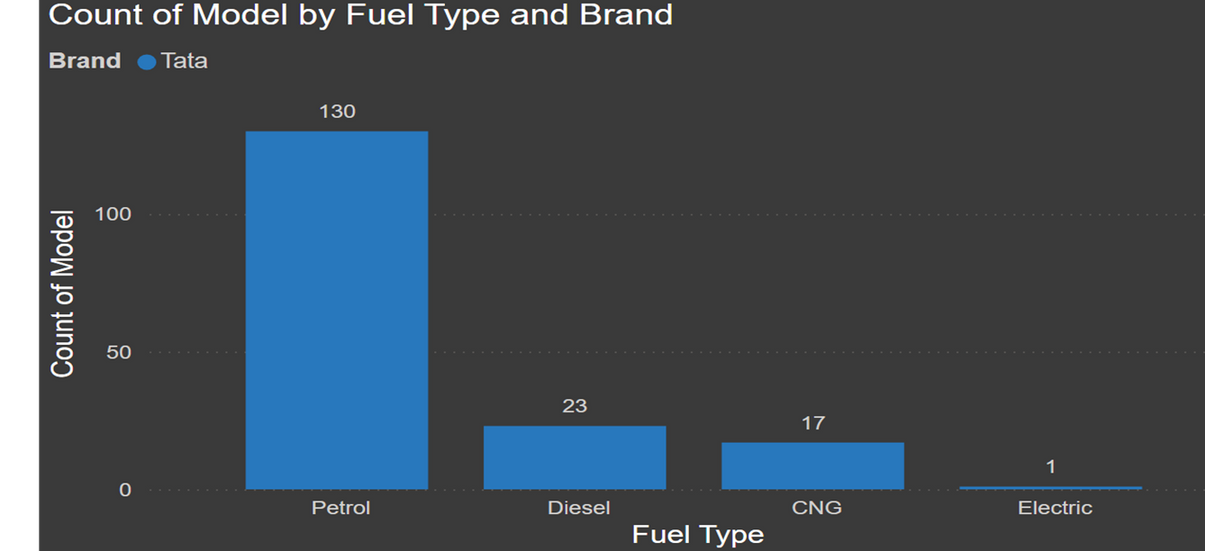 Count of Model by Fuel Type and Brand
Brand Tata
130
100
50
0
Count of Model
23
17
1
Petrol Diesel CNG Electric
Fuel Type